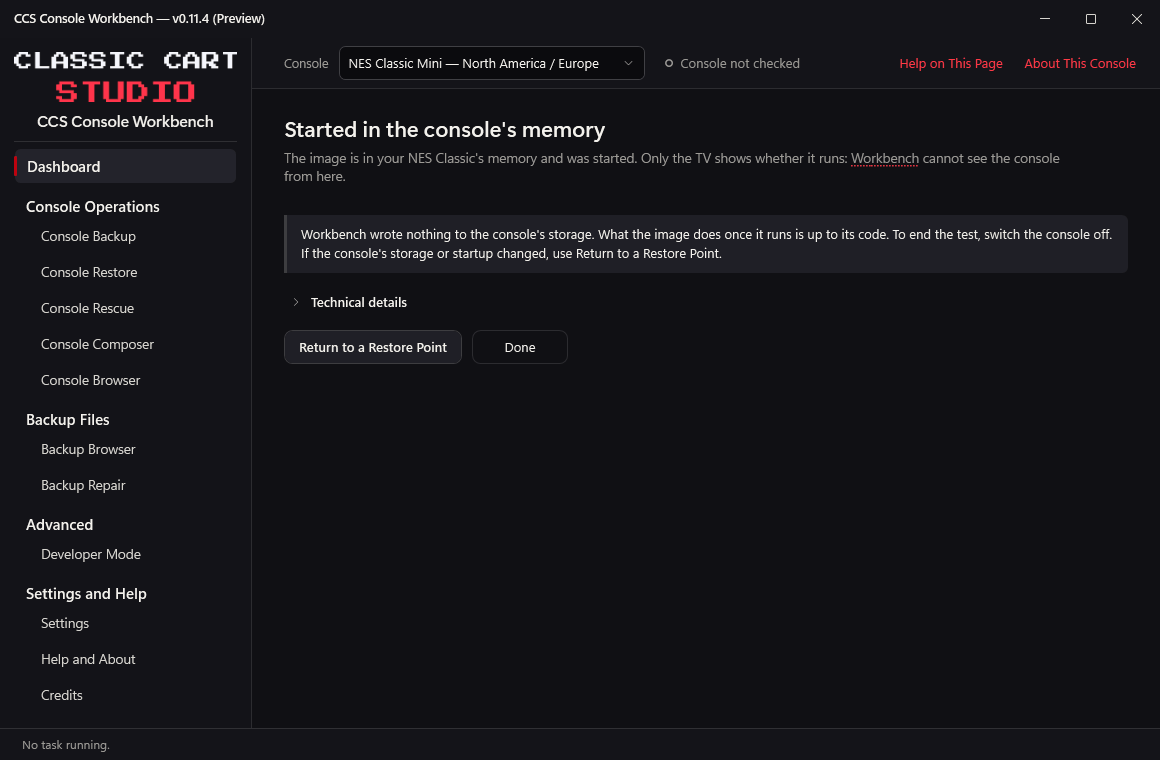 CCS Console Workbench — v0.11.4 (Preview)
CLASSIC CART
STUDIO
CCS Console Workbench
Dashboard
Console Operations
Console Backup
Console Restore
Console Rescue
Console Composer
Console Browser
Backup Files
Backup Browser
Backup Repair
Advanced
Developer Mode
Settings and Help
Settings
Help and About
Credits
Console
NES Classic Mini — North America / Europe
Console not checked
Help on This Page
About This Console
Started in the console's memory
The image is in your NES Classic's memory and was started. Only the TV shows whether it runs: Workbench cannot see the console
from here.
Workbench wrote nothing to the console's storage. What the image does once it runs is up to its code. To end the test, switch the console off.
If the console's storage or startup changed, use Return to a Restore Point.
Technical details
Return to a Restore Point
Done
No task running.